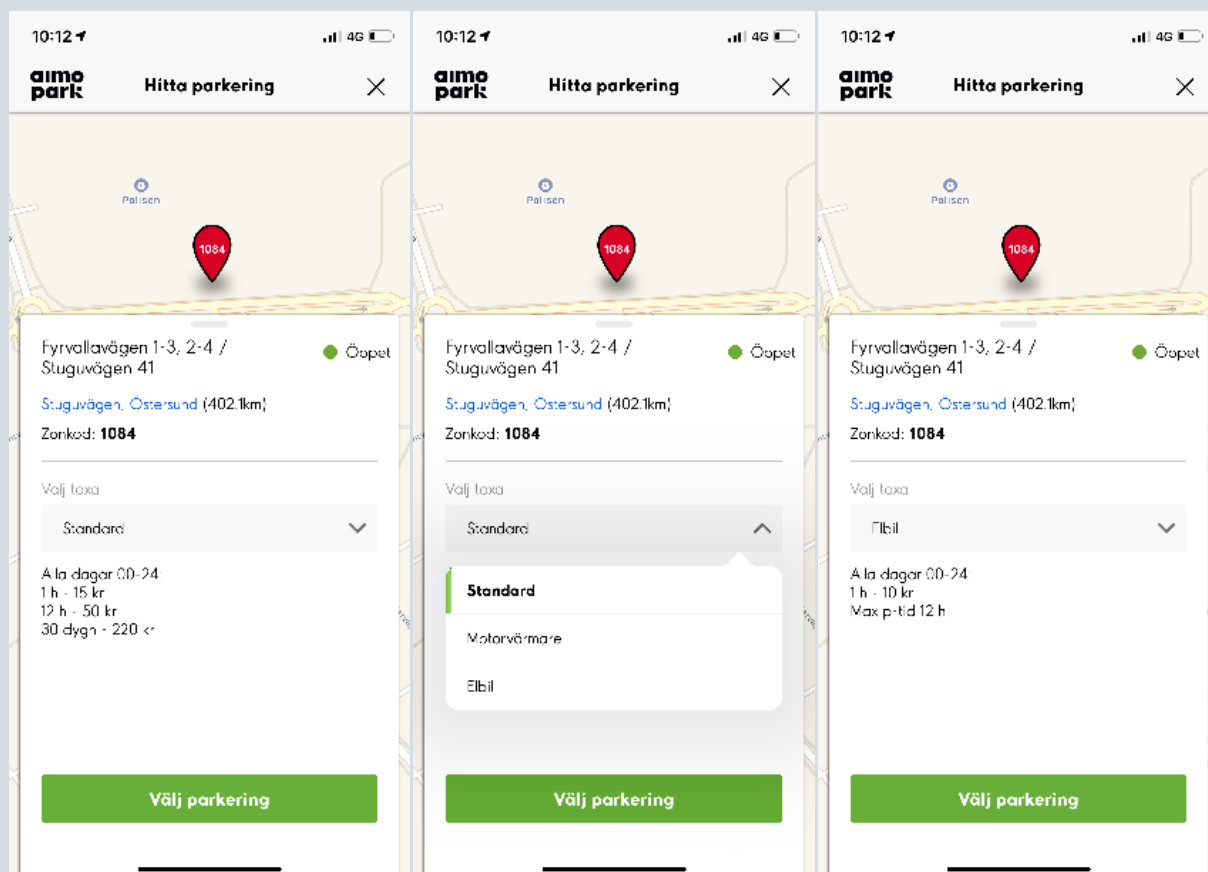 10:12
4G
aimo
park
Hitta parkering
Polisen
1084
Fyrvallavägen 1-3, 2-4 /
Stuguvägen 41
Öppet
Stuguvägen, Östersund (402.1km)
Zonkod: 1084
Välj taxa
Standard
Alla dagar 00-24:
1 h - 15 kr
12 h - 50 kr
30 dygn - 220 kr
Välj parkering
10:12
4G
aimo
park
Hitta parkering
Polisen
1084
Fyrvallavägen 1-3, 2-4 /
Stuguvägen 41
Öppet
Stuguvägen, Östersund (402.1km)
Zonkod: 1084
Välj taxa
Standard
Standard
Motorvärmare
Elbil
Välj parkering
10:12
4G
aimo
park
Hitta parkering
Polisen
1084
Fyrvallavägen 1-3, 2-4 /
Stuguvägen 41
Öppet
Stuguvägen, Östersund (402.1km)
Zonkod: 1084
Välj taxa
Elbil
Alla dagar 00-24:
1 h - 10 kr
Max p-tid 12 h
Välj parkering